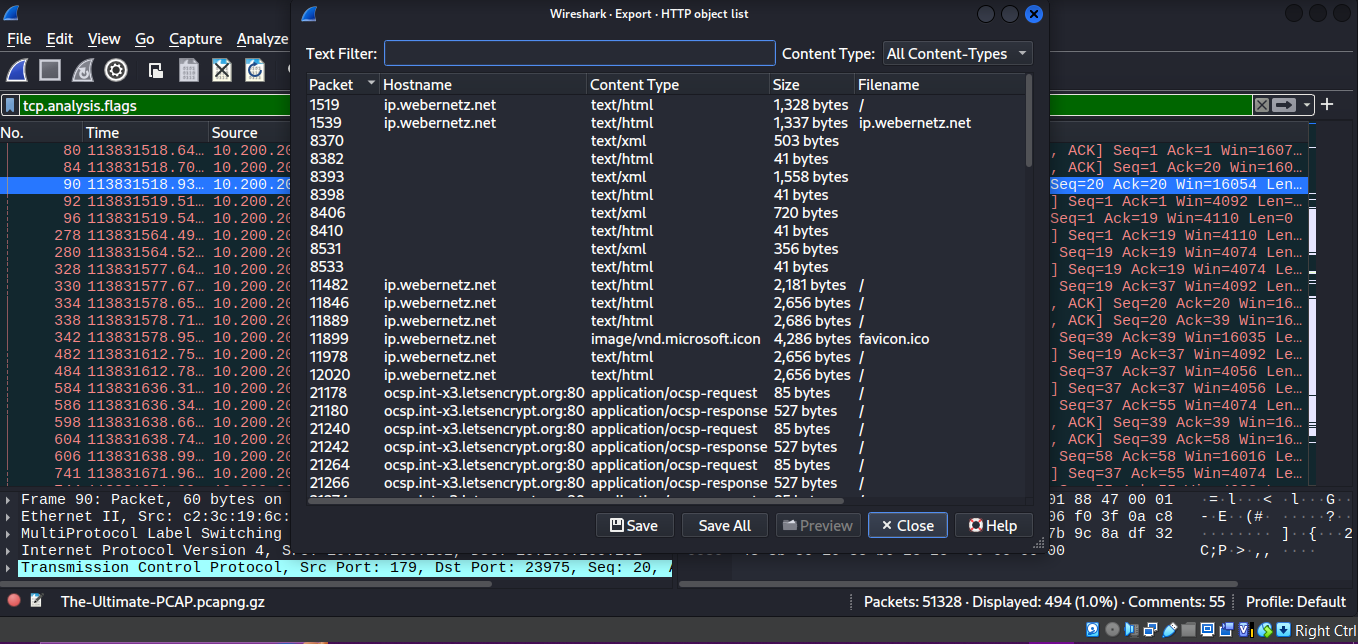 Wireshark · Export · HTTP object list
File Edit View Go Capture Analyze
Text Filter: Content Type: All Content-Types
tcp.analysis.flags
Packet Hostname Content Type Size Filename
1519 ip.webernetz.net text/html 1,328 bytes /
1539 ip.webernetz.net text/html 1,337 bytes ip.webernetz.net
8370 text/xml 503 bytes
8382 text/html 41 bytes
8393 text/xml 1,558 bytes
8398 text/html 41 bytes
8406 text/xml 720 bytes
8410 text/html 41 bytes
8531 text/xml 356 bytes
8533 text/html 41 bytes
11482 ip.webernetz.net text/html 2,181 bytes /
11846 ip.webernetz.net text/html 2,656 bytes /
11889 ip.webernetz.net text/html 2,686 bytes /
11899 ip.webernetz.net image/vnd.microsoft.icon 4,286 bytes favicon.ico
11978 ip.webernetz.net text/html 2,656 bytes /
12020 ip.webernetz.net text/html 2,656 bytes /
21178 ocsp.int-x3.letsencrypt.org:80 application/ocsp-request 85 bytes /
21180 ocsp.int-x3.letsencrypt.org:80 application/ocsp-response 527 bytes /
21240 ocsp.int-x3.letsencrypt.org:80 application/ocsp-request 85 bytes /
21242 ocsp.int-x3.letsencrypt.org:80 application/ocsp-response 527 bytes /
21264 ocsp.int-x3.letsencrypt.org:80 application/ocsp-request 85 bytes /
21266 ocsp.int-x3.letsencrypt.org:80 application/ocsp-response 527 bytes /
Save Save All Preview Close Help
No. Time Source
80 113831518.64… 10.200.20 , ACK] Seq=1 Ack=1 Win=1607…
84 113831518.70… 10.200.20 , ACK] Seq=1 Ack=20 Win=160…
90 113831518.93… 10.200.20 Seq=20 Ack=20 Win=16054 Len…
92 113831519.51… 10.200.20 ] Seq=1 Ack=1 Win=4092 Len=…
96 113831519.54… 10.200.20 Seq=1 Ack=19 Win=4110 Len=0
278 113831564.49… 10.200.20 ] Seq=1 Ack=19 Win=4110 Len…
280 113831564.52… 10.200.20 Seq=19 Ack=19 Win=4074 Len…
328 113831577.64… 10.200.20 ] Seq=19 Ack=19 Win=4074 Le…
330 113831577.67… 10.200.20 Seq=19 Ack=37 Win=4092 Len…
334 113831578.65… 10.200.20 , ACK] Seq=20 Ack=20 Win=16…
338 113831578.71… 10.200.20 , ACK] Seq=20 Ack=39 Win=16…
342 113831578.95… 10.200.20 Seq=39 Ack=39 Win=16035 Le…
482 113831612.75… 10.200.20 ] Seq=19 Ack=37 Win=4092 Le…
484 113831612.78… 10.200.20 Seq=37 Ack=37 Win=4056 Len…
584 113831636.31… 10.200.20 ] Seq=37 Ack=37 Win=4056 Le…
586 113831636.34… 10.200.20 Seq=37 Ack=55 Win=4074 Len…
598 113831638.66… 10.200.20 , ACK] Seq=39 Ack=39 Win=16…
604 113831638.74… 10.200.20 , ACK] Seq=39 Ack=58 Win=16…
606 113831638.99… 10.200.20 Seq=58 Ack=58 Win=16016 Le…
741 113831671.96… 10.200.20 ] Seq=37 Ack=55 Win=4074 Le…
Frame 90: Packet, 60 bytes on
Ethernet II, Src: c2:3c:19:6c:
MultiProtocol Label Switching
Internet Protocol Version 4,
Transmission Control Protocol, Src Port: 179, Dst Port: 23975, Seq: 20,
01 88 47 00 01 ·=l···< ·l···G··
06 f0 3f 0a c8
7b 9c 8a df 32
The-Ultimate-PCAP.pcapng.gz
Packets: 51328 · Displayed: 494 (1.0%) · Comments: 55
Profile: Default
Right Ctrl